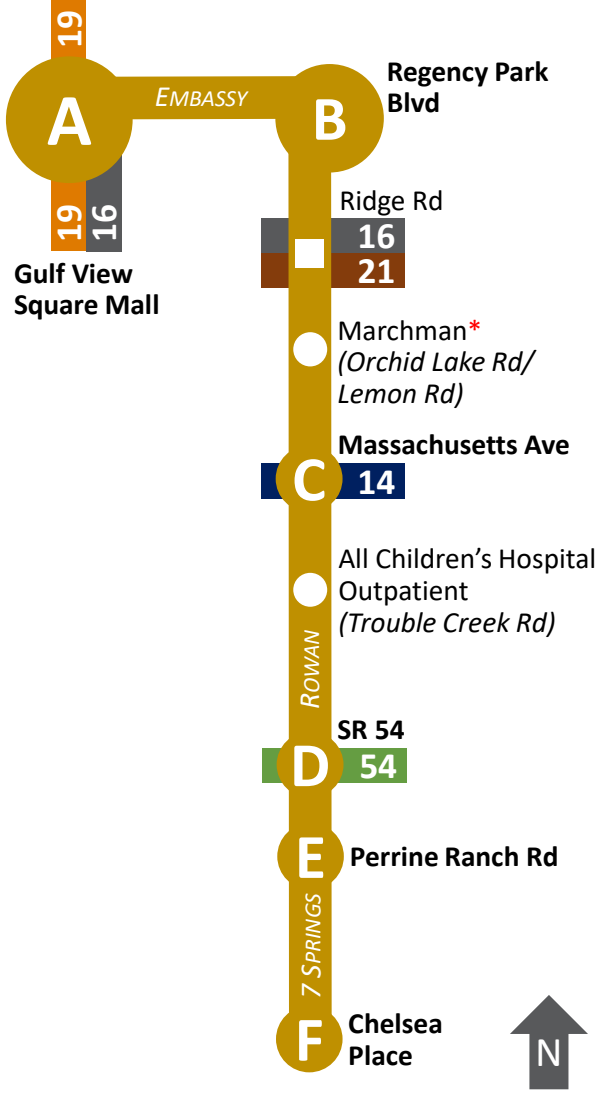 19
A
EMBASSY
B
Regency Park
Blvd
19
16
Gulf View
Square Mall
Ridge Rd
16
21
Marchman*
(Orchid Lake Rd/
Lemon Rd)
Massachusetts Ave
C
14
All Children's Hospital
Outpatient
(Trouble Creek Rd)
ROWAN
SR 54
D
54
E
Perrine Ranch Rd
7 SPRINGS
F
Chelsea
Place
N